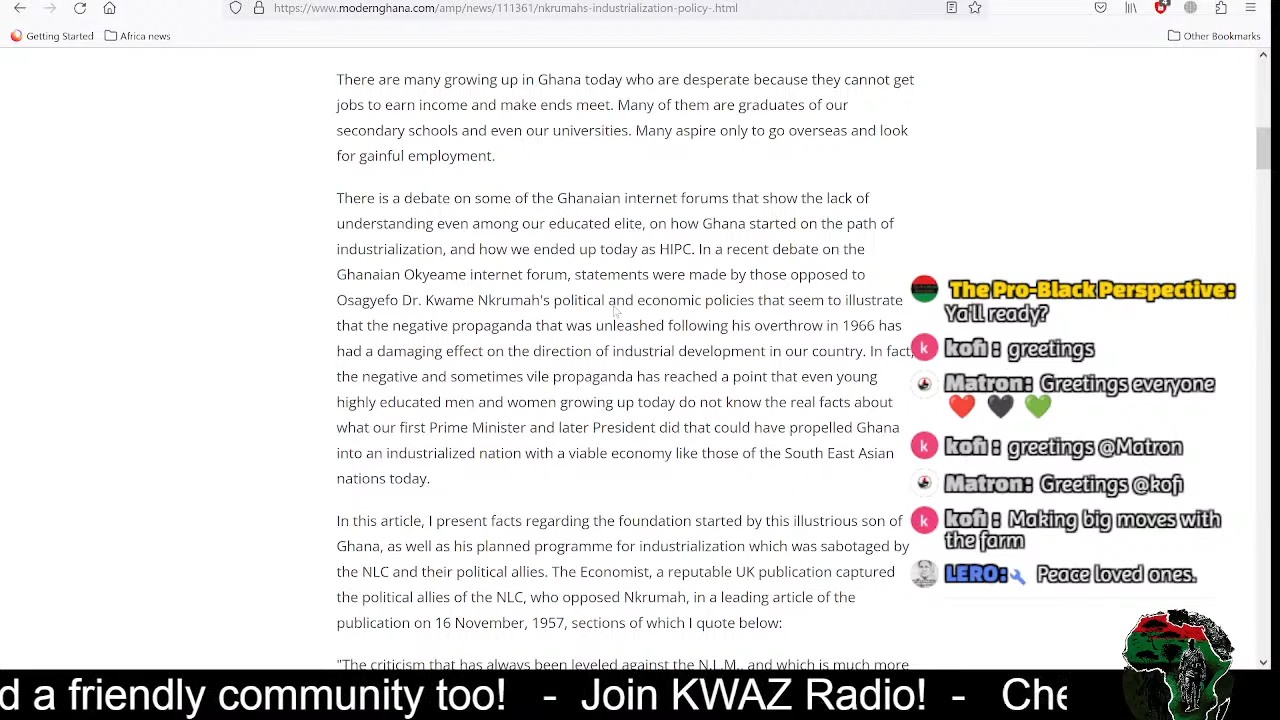 https://www.modernghana.com/amp/news/111361/nkrumahs-industrialization-policy-.html
Getting Started
Africa news
Other Bookmarks
There are many growing up in Ghana today who are desperate because they cannot get
jobs to earn income and make ends meet. Many of them are graduates of our
secondary schools and even our universities. Many aspire only to go overseas and look
for gainful employment.
There is a debate on some of the Ghanaian internet forums that show the lack of
understanding even among our educated elite, on how Ghana started on the path of
industrialization, and how we ended up today as HIPC. In a recent debate on the
Ghanaian Okyeame internet forum, statements were made by those opposed to
Osagyefo Dr. Kwame Nkrumah's political and economic policies that seem to illustrate
that the negative propaganda that was unleashed following his overthrow in 1966 has
had a damaging effect on the direction of industrial development in our country. In fact,
the negative and sometimes vile propaganda has reached a point that even young
highly educated men and women growing up today do not know the real facts about
what our first Prime Minister and later President did that could have propelled Ghana
into an industrialized nation with a viable economy like those of the South East Asian
nations today.
In this article, I present facts regarding the foundation started by this illustrious son of
Ghana, as well as his planned programme for industrialization which was sabotaged by
the NLC and their political allies. The Economist, a reputable UK publication captured
the political allies of the NLC, who opposed Nkrumah, in a leading article of the
publication on 16 November, 1957, sections of which I quote below:
"The criticism that has always been leveled against the N.L.M., and which is much more
The Pro-Black Perspective:
Ya'll ready?
k kofi : greetings
Matron: Greetings everyone
k kofi : greetings @Matron
Matron: Greetings @kofi
k kofi : Making big moves with
the farm
LERO: Peace loved ones.
d a friendly community too! - Join KWAZ Radio! - Che